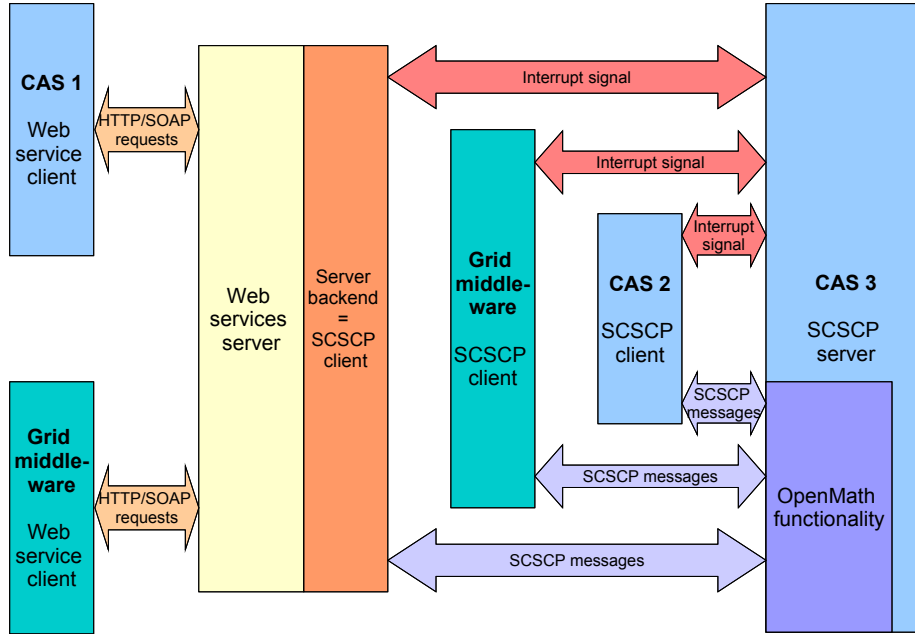 CAS 1
Web
service
client
HTTP/SOAP
requests
Grid
middle-
ware
Web
service
client
HTTP/SOAP
requests
Web
services
server
Server
backend
=
SCSCP
client
Interrupt signal
Interrupt signal
Interrupt
signal
Grid
middle-
ware
SCSCP
client
CAS 2
SCSCP
client
CAS 3
SCSCP
server
SCSCP
messages
SCSCP messages
SCSCP messages
OpenMath
functionality